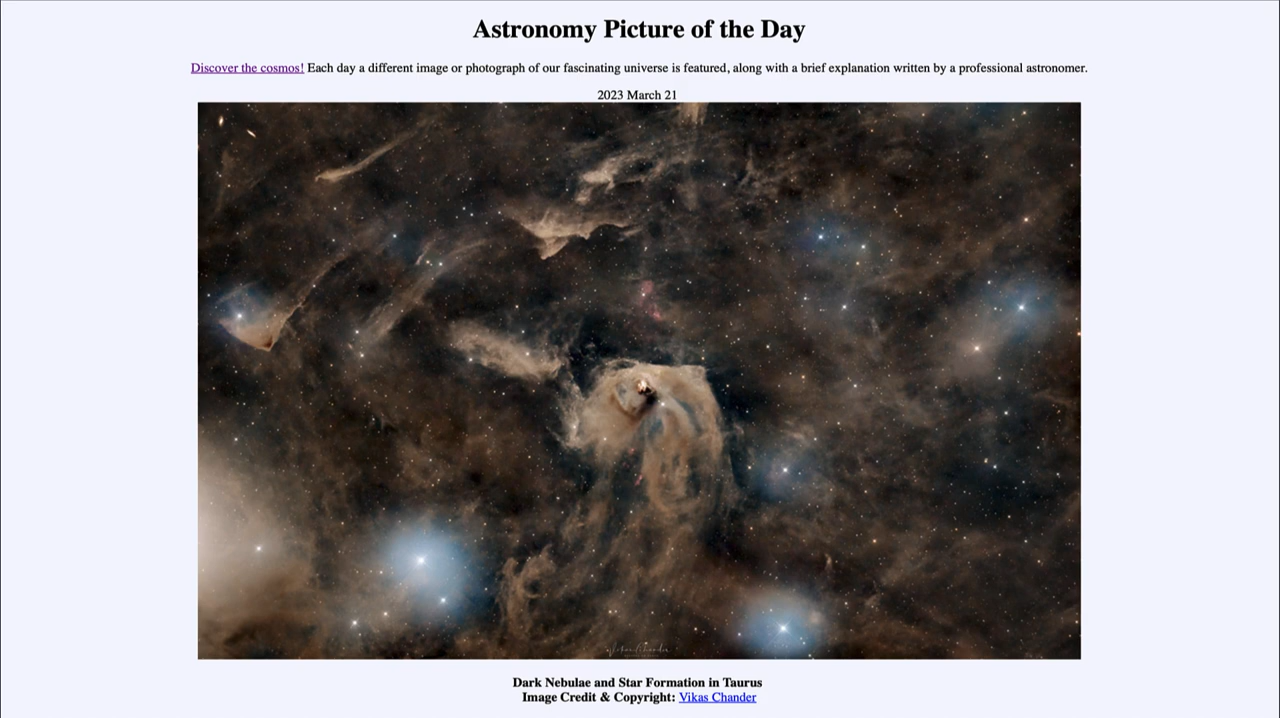 Astronomy Picture of the Day
Discover the cosmos! Each day a different image or photograph of our fascinating universe is featured, along with a brief explanation written by a professional astronomer.
2023 March 21
Vikas Chander
Dark Nebulae and Star Formation in Taurus
Image Credit & Copyright: Vikas Chander